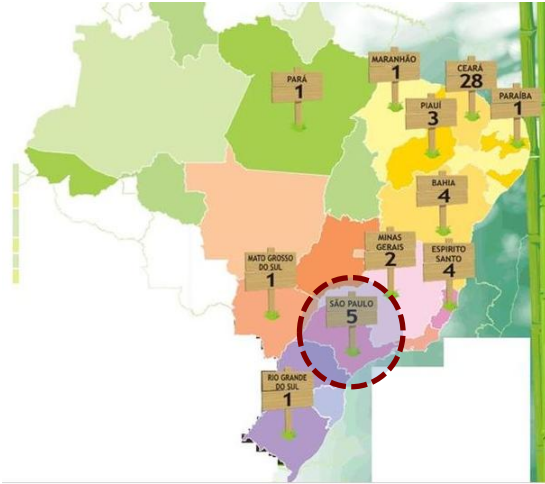 MARANHÃO
1
CEARÁ
28
PARÁ
1
PIAUÍ
3
PARAÍBA
1
BAHIA
4
MINAS
GERAIS
2
ESPIRITO
SANTO
4
MATO GROSSO
DO SUL
1
SÃO PAULO
5
RIO GRANDE
DO SUL
1